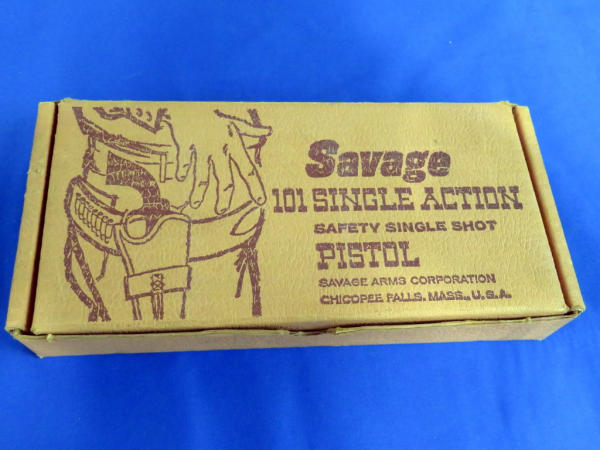 Savage
101 SINGLE ACTION
SAFETY SINGLE SHOT
PISTOL
SAVAGE ARMS CORPORATION
CHICOPEE FALLS, MASS., U.S.A.